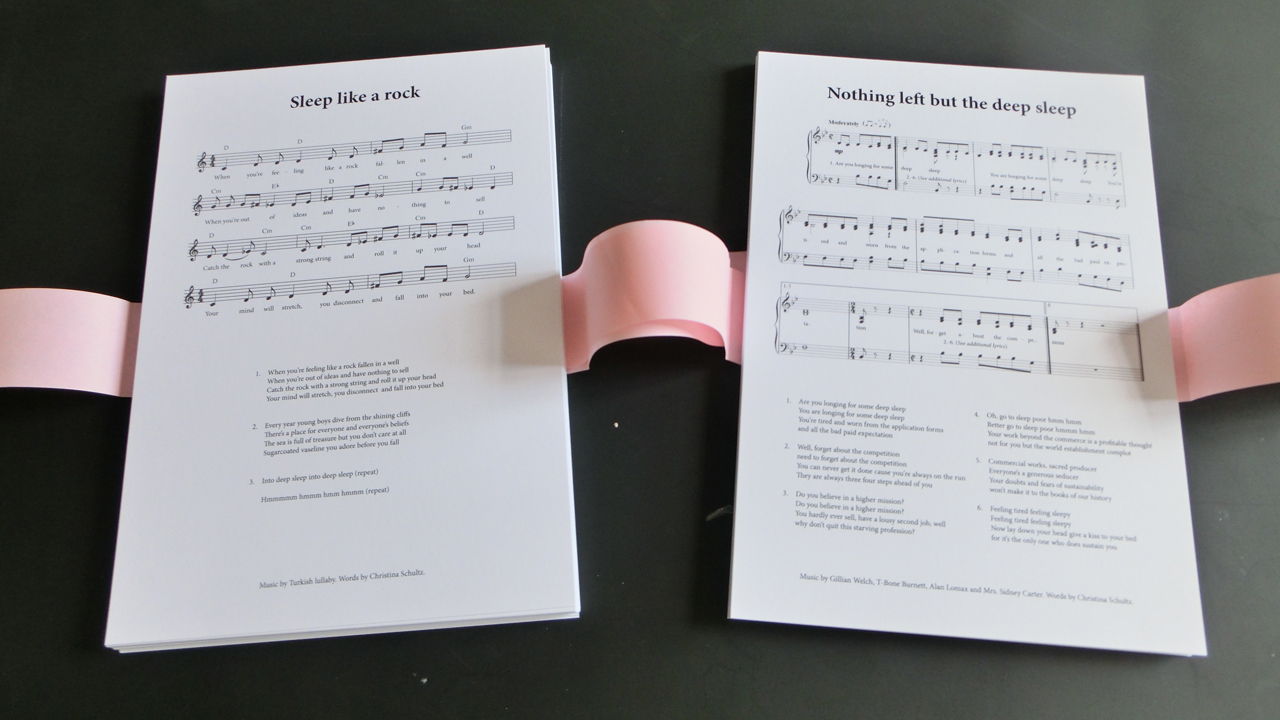 Sleep like a rock
D D Gm
When you're fee - ling like a rock fal- len in a well
Cm E♭ D Cm Cm D
When you're out of ideas and have no - thing to sell
D Cm Cm E♭ Cm D
Catch the rock with a strong string and roll it up your head
D D Gm
Your mind will stretch, you disconnect and fall into your bed.
1. When you're feeling like a rock fallen in a well
When you're out of ideas and have nothing to sell
Catch the rock with a strong string and roll it up your head
Your mind will stretch, you disconnect and fall into your bed
2. Every year young boys dive from the shining cliffs
There's a place for everyone and everyone's beliefs
The sea is full of treasure but you don't care at all
Sugarcoated vaseline you adore before you fall
3. Into deep sleep into deep sleep (repeat)
Hmmmmm hmmm hmm hmmm (repeat)
Music by Turkish lullaby. Words by Christina Schultz.
Nothing left but the deep sleep
Moderately
mp
1. Are you longing for some deep deep You are longing for some deep deep You're
2.-6. (See additional lyrics)
ti- red and worn from the ap pli ca tion forms and all the bad paid ex pec
1.-5.
ta- tion Well, for - get a bout the com - pe-
2.-6. (See additional lyrics)
1. Are you longing for some deep sleep
You are longing for some deep sleep
You're tired and worn from the application forms
and all the bad paid expectation
2. Well, forget about the competition
need to forget about the competition
You can never get it done cause you're always on the run
They are always three four steps ahead of you
3. Do you believe in a higher mission?
Do you believe in a higher mission?
You hardly ever sell, have a lousy second job, well
why don't quit this starving profession?
4. Oh, go to sleep poor hmm hmm
Better go to sleep poor hmmm hmm
Your work beyond the commerce is a profitable thought
not for you but the world establishment complot
5. Commercial works, sacred producer
Everyone's a generous seducer
Your doubts and fears of sustainability
won't make it to the books of our history
6. Feeling tired feeling sleepy
Feeling tired feeling sleepy
Now lay down your head give a kiss to your bed
for it's the only one who does sustain you
Music by Gillian Welch, T-Bone Burnett, Alan Lomax and Mrs. Sidney Carter. Words by Christina Schultz.